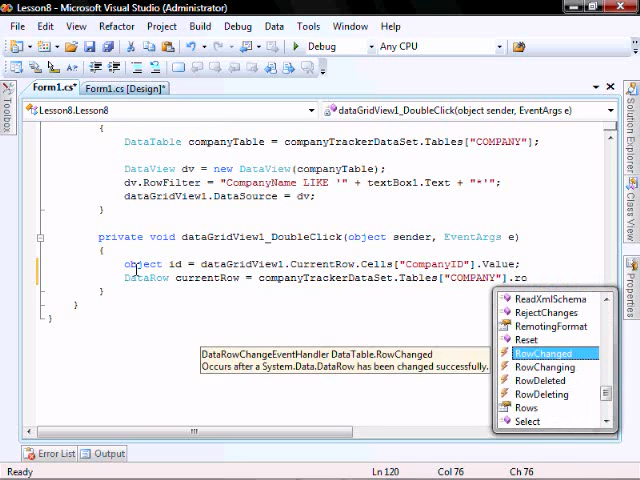 Lesson8 - Microsoft Visual Studio (Administrator)
File Edit View Refactor Project Build Debug Data Tools Window Help
Debug Any CPU
Form1.cs* Form1.cs [Design]*
Lesson8.Lesson8 dataGridView1_DoubleClick(object sender, EventArgs e)
Toolbox
Solution Explorer
Class View
Properties
{
DataTable companyTable = companyTrackerDataSet.Tables["COMPANY"];
DataView dv = new DataView(companyTable);
dv.RowFilter = "CompanyName LIKE '" + textBox1.Text + "*'";
dataGridView1.DataSource = dv;
}
private void dataGridView1_DoubleClick(object sender, EventArgs e)
{
object id = dataGridView1.CurrentRow.Cells["CompanyID"].Value;
DataRow currentRow = companyTrackerDataSet.Tables["COMPANY"].ro
}
}
}
ReadXmlSchema
RejectChanges
RemotingFormat
Reset
RowChanged
RowChanging
RowDeleted
RowDeleting
Rows
Select
DataRowChangeEventHandler DataTable.RowChanged
Occurs after a System.Data.DataRow has been changed successfully.
Error List Output
Ready Ln 120 Col 76 Ch 76